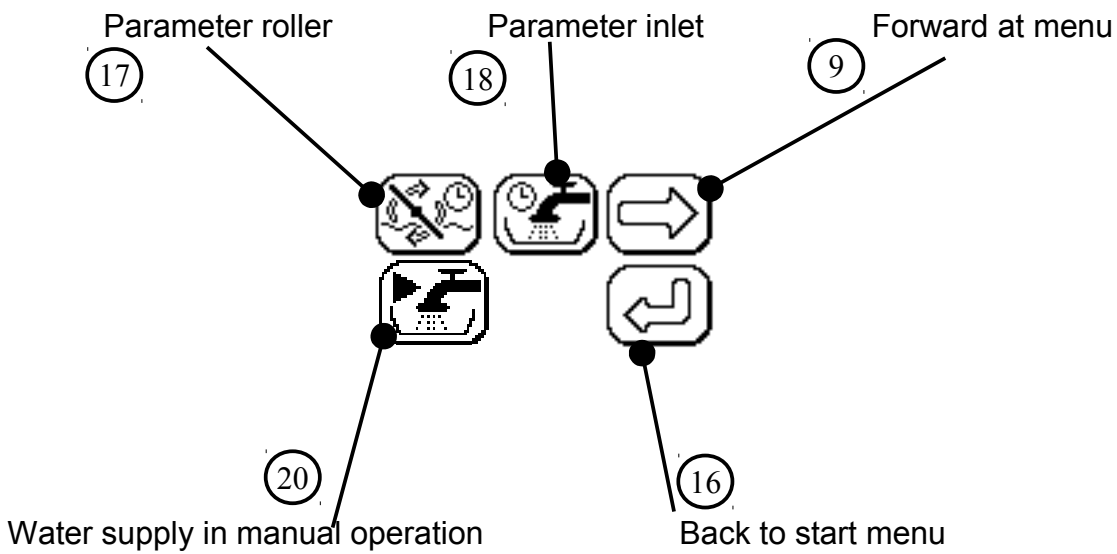 Parameter roller
Parameter inlet
Forward at menu
17
18
9
20
16
Water supply in manual operation
Back to start menu